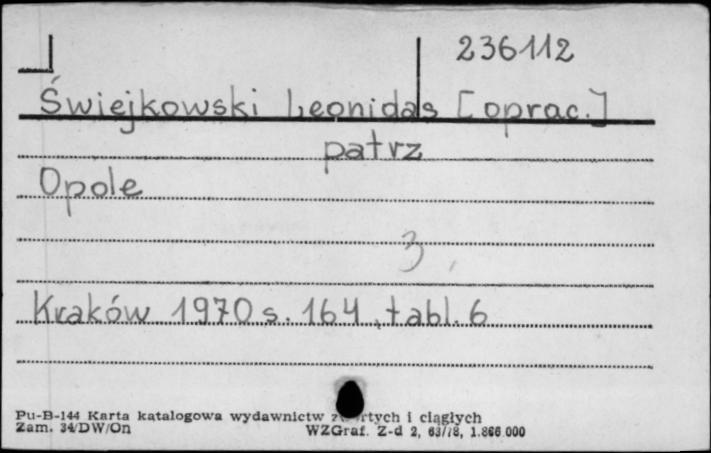 236112
Świejkowski Leonidas [oprac.]
patrz
Opole
3
Kraków 1970 s. 164, tabl. 6
Pu-B-144 Karta katalogowa wydawnictw i ciągłych
Zam. 34/DW/On WZGraf. Z-d 2, 63/78, 1.866.000